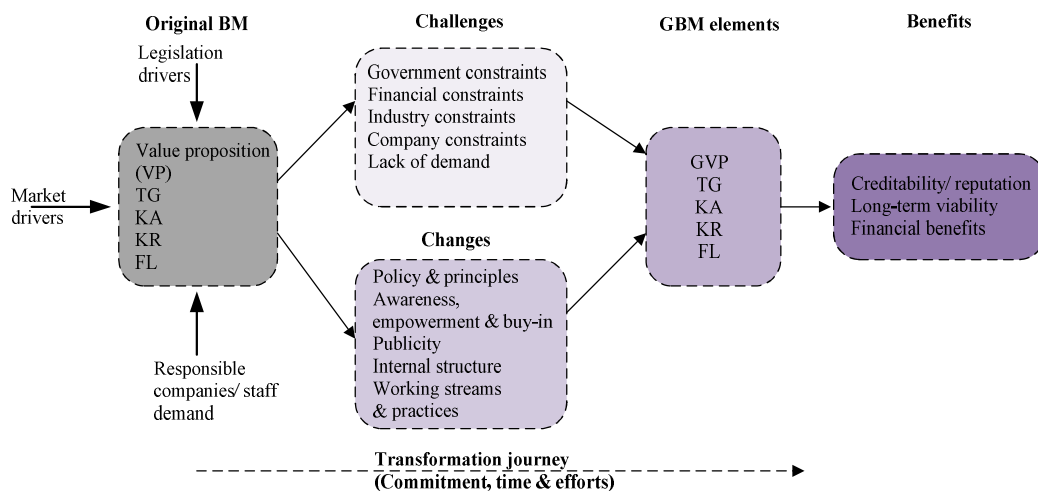 Original BM
Challenges
GBM elements
Benefits
Legislation
drivers
Market
drivers
Value proposition
(VP)
TG
KA
KR
FL
Responsible
companies/ staff
demand
Government constraints
Financial constraints
Industry constraints
Company constraints
Lack of demand
Changes
Policy & principles
Awareness,
empowerment & buy-in
Publicity
Internal structure
Working streams
& practices
GVP
TG
KA
KR
FL
Creditability/ reputation
Long-term viability
Financial benefits
Transformation journey
(Commitment, time & efforts)